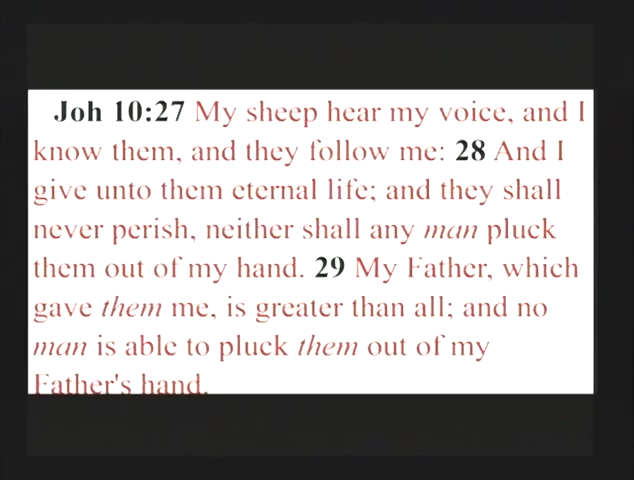 Joh 10:27 My sheep hear my voice, and I
know them, and they follow me: 28 And I
give unto them eternal life; and they shall
never perish, neither shall any man pluck
them out of my hand. 29 My Father, which
gave them me, is greater than all; and no
man is able to pluck them out of my
Father's hand.